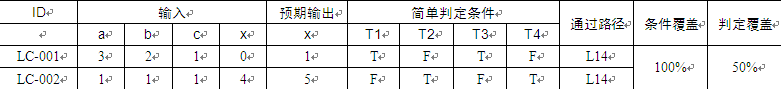 ID 输入 预期输出 简单判定条件 通过路径 条件覆盖 判定覆盖
a b c x x T1 T2 T3 T4
LC-001 3 2 1 0 1 T F T F L14 100% 50%
LC-002 1 1 1 4 5 F T F T L14